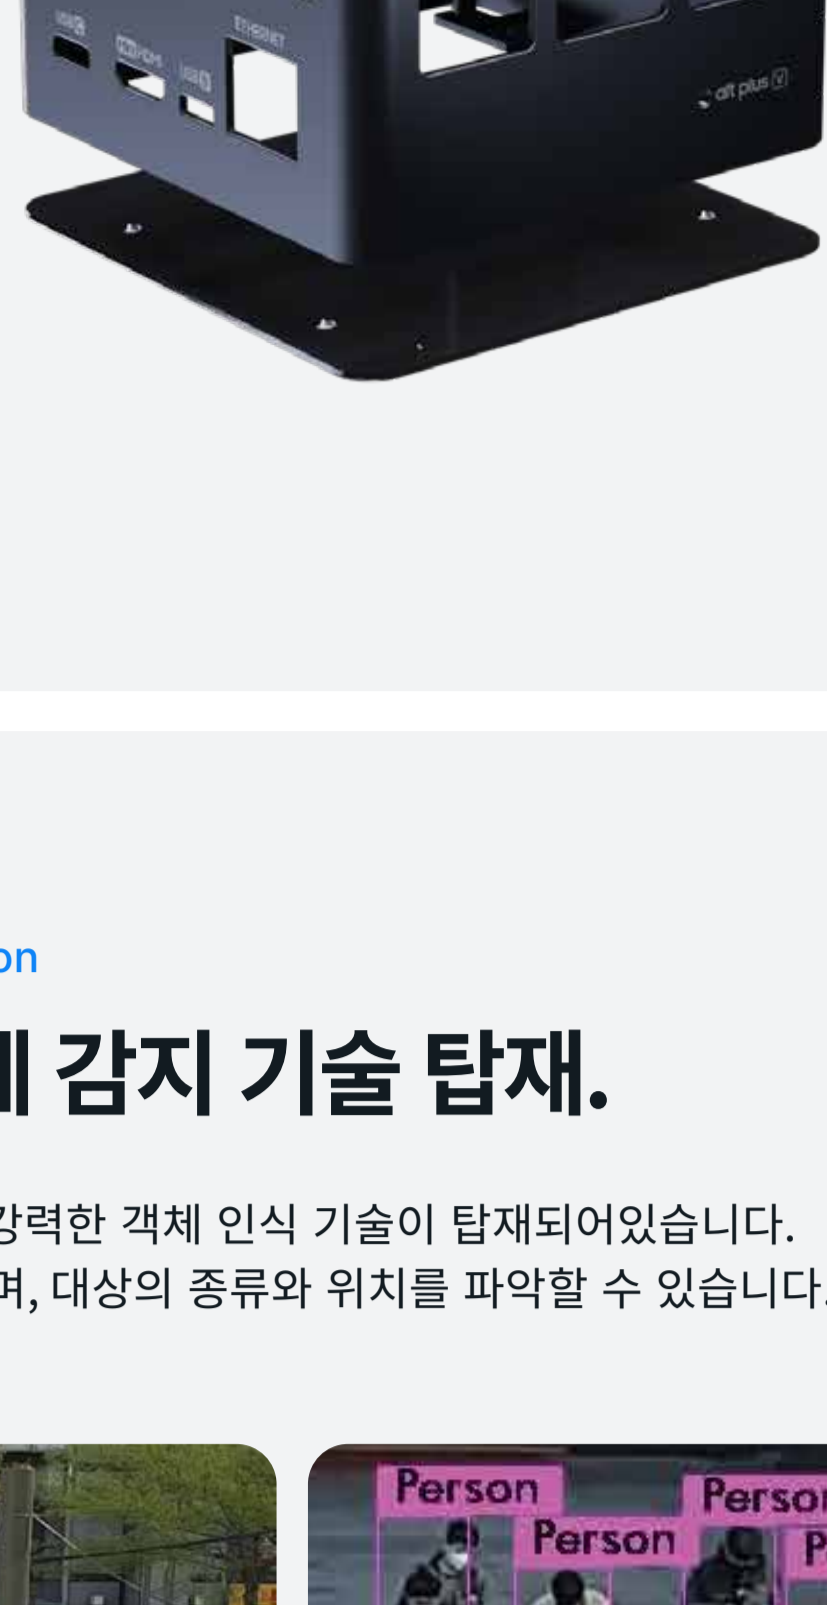 ETHERNET
USB
HDMI
USB
alt plus V
on
체 감지 기술 탑재.
강력한 객체 인식 기술이 탑재되어있습니다.
며, 대상의 종류와 위치를 파악할 수 있습니다.
Person
Person
Person
P